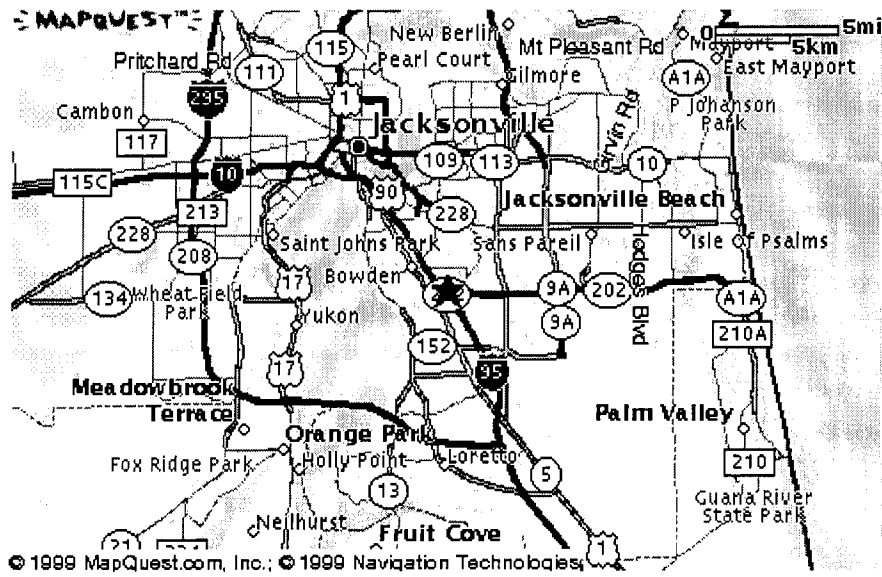 MAPQUEST™
115
New Berlin
Mt Pleasant Rd
0 5mi
5km
Mayport
Pritchard Rd
111
Pearl Court
Gilmore
A1A
East Mayport
1
P Johanson
Park
Cambon
Jacksonville
117
109
113
10
115C
10
90
Jacksonville Beach
213
228
228
Saint Johns Park
Sans Pareil
Hodges Blvd
Isle of Psalms
208
17
Bowden
134
Wheat Field
Park
9A
202
A1A
Yukon
9A
210A
152
17
95
Meadowbrook
Terrace
Palm Valley
Orange Park
Fox Ridge Park
Holly Point
Loretto
210
13
5
Guana River
State Park
Neilhurst
Fruit Cove
21
1
© 1999 MapQuest.com, Inc.; © 1999 Navigation Technologies